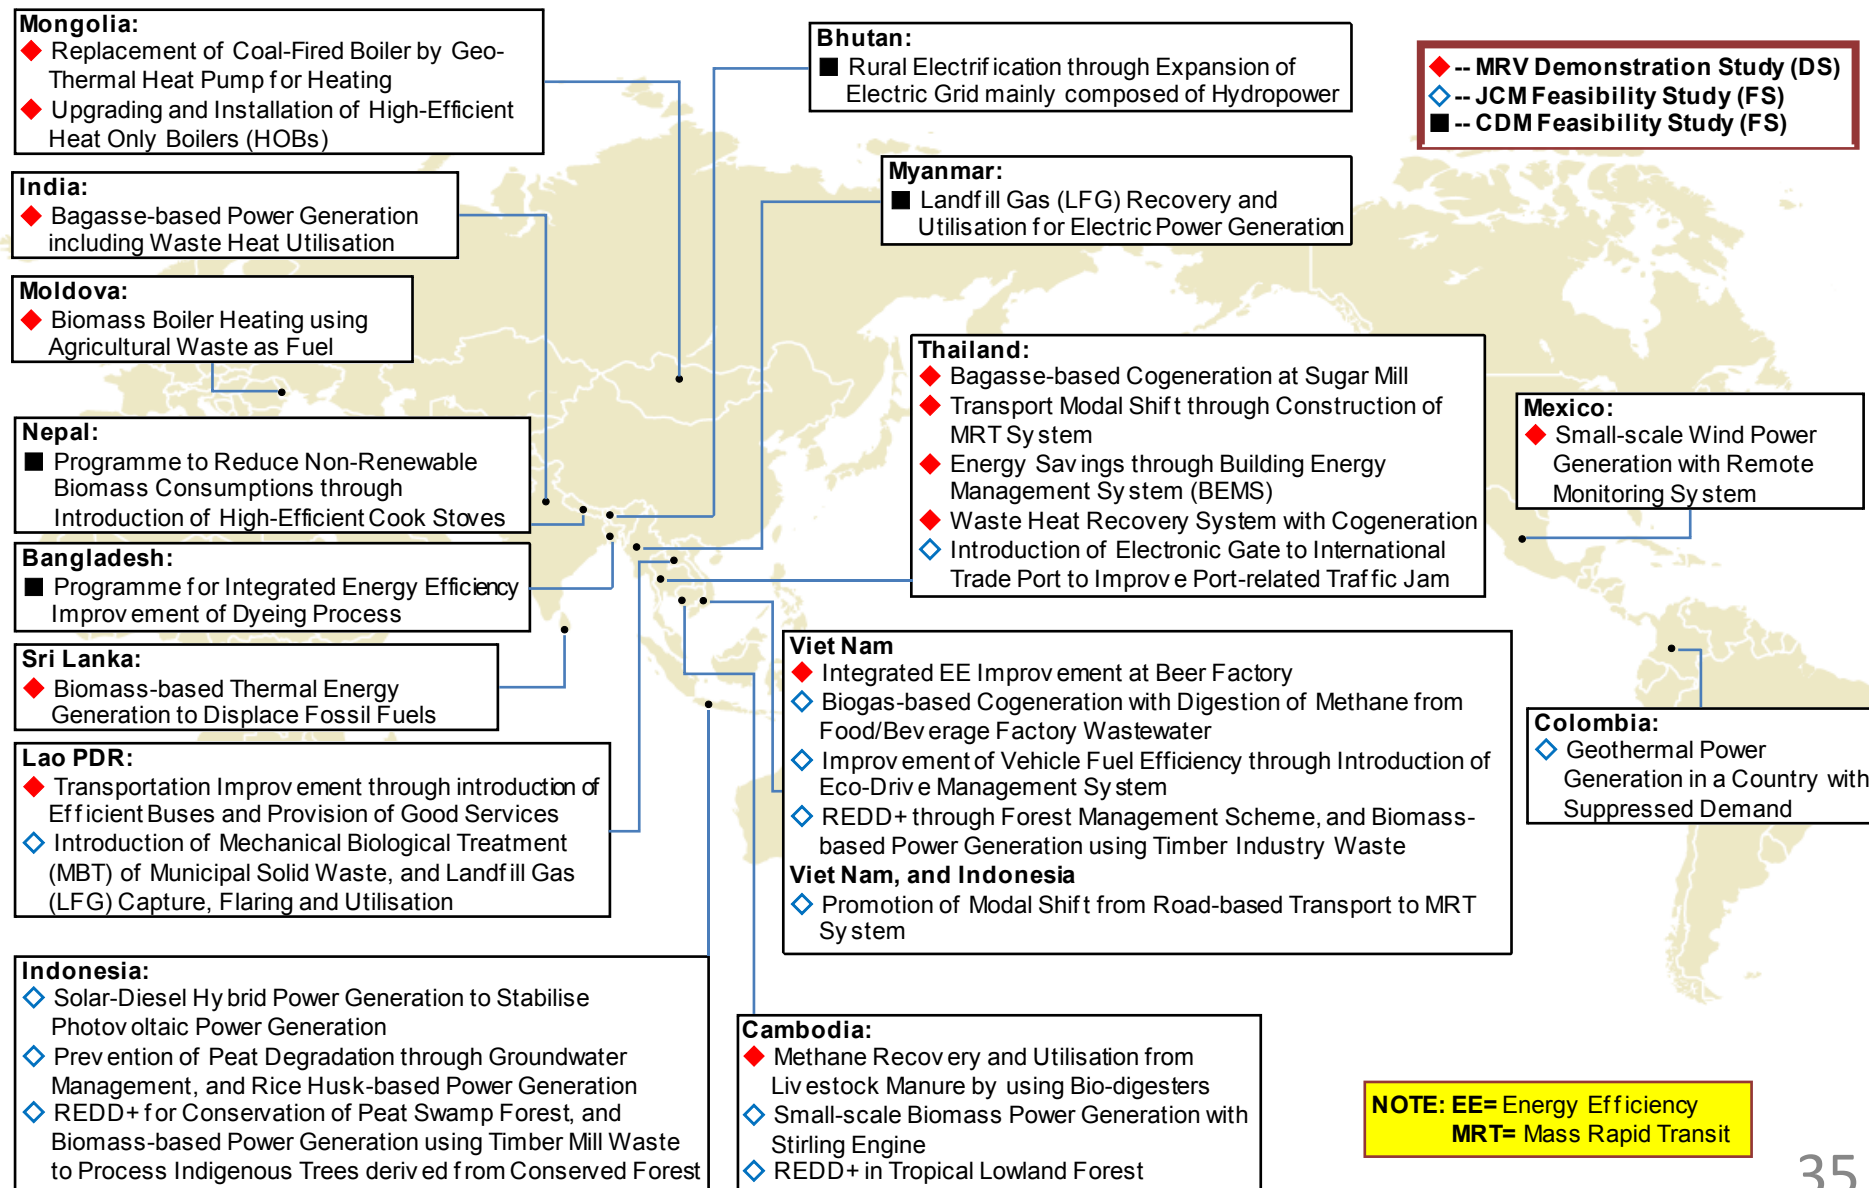 Mongolia:
◆ Replacement of Coal-Fired Boiler by Geo-
Thermal Heat Pump for Heating
◆ Upgrading and Installation of High-Efficient
Heat Only Boilers (HOBs)
Bhutan:
■ Rural Electrification through Expansion of
Electric Grid mainly composed of Hydropower
◆ -- MRV Demonstration Study (DS)
◇ -- JCM Feasibility Study (FS)
■ -- CDM Feasibility Study (FS)
India:
◆ Bagasse-based Power Generation
including Waste Heat Utilisation
Myanmar:
■ Landfill Gas (LFG) Recovery and
Utilisation for Electric Power Generation
Moldova:
◆ Biomass Boiler Heating using
Agricultural Waste as Fuel
Thailand:
◆ Bagasse-based Cogeneration at Sugar Mill
◆ Transport Modal Shift through Construction of
MRT System
◆ Energy Savings through Building Energy
Management System (BEMS)
◆ Waste Heat Recovery System with Cogeneration
◇ Introduction of Electronic Gate to International
Trade Port to Improve Port-related Traffic Jam
Mexico:
◆ Small-scale Wind Power
Generation with Remote
Monitoring System
Nepal:
■ Programme to Reduce Non-Renewable
Biomass Consumptions through
Introduction of High-Efficient Cook Stoves
Bangladesh:
■ Programme for Integrated Energy Efficiency
Improvement of Dyeing Process
Sri Lanka:
◆ Biomass-based Thermal Energy
Generation to Displace Fossil Fuels
Viet Nam
◆ Integrated EE Improvement at Beer Factory
◇ Biogas-based Cogeneration with Digestion of Methane from
Food/Beverage Factory Wastewater
◇ Improvement of Vehicle Fuel Efficiency through Introduction of
Eco-Drive Management System
◇ REDD+ through Forest Management Scheme, and Biomass-
based Power Generation using Timber Industry Waste
Viet Nam, and Indonesia
◇ Promotion of Modal Shift from Road-based Transport to MRT
System
Colombia:
◇ Geothermal Power
Generation in a Country with
Suppressed Demand
Lao PDR:
◆ Transportation Improvement through introduction of
Efficient Buses and Provision of Good Services
◇ Introduction of Mechanical Biological Treatment
(MBT) of Municipal Solid Waste, and Landfill Gas
(LFG) Capture, Flaring and Utilisation
Indonesia:
◇ Solar-Diesel Hybrid Power Generation to Stabilise
Photovoltaic Power Generation
◇ Prevention of Peat Degradation through Groundwater
Management, and Rice Husk-based Power Generation
◇ REDD+ for Conservation of Peat Swamp Forest, and
Biomass-based Power Generation using Timber Mill Waste
to Process Indigenous Trees derived from Conserved Forest
Cambodia:
◆ Methane Recovery and Utilisation from
Livestock Manure by using Bio-digesters
◇ Small-scale Biomass Power Generation with
Stirling Engine
◇ REDD+ in Tropical Lowland Forest
NOTE: EE= Energy Efficiency
MRT= Mass Rapid Transit
35